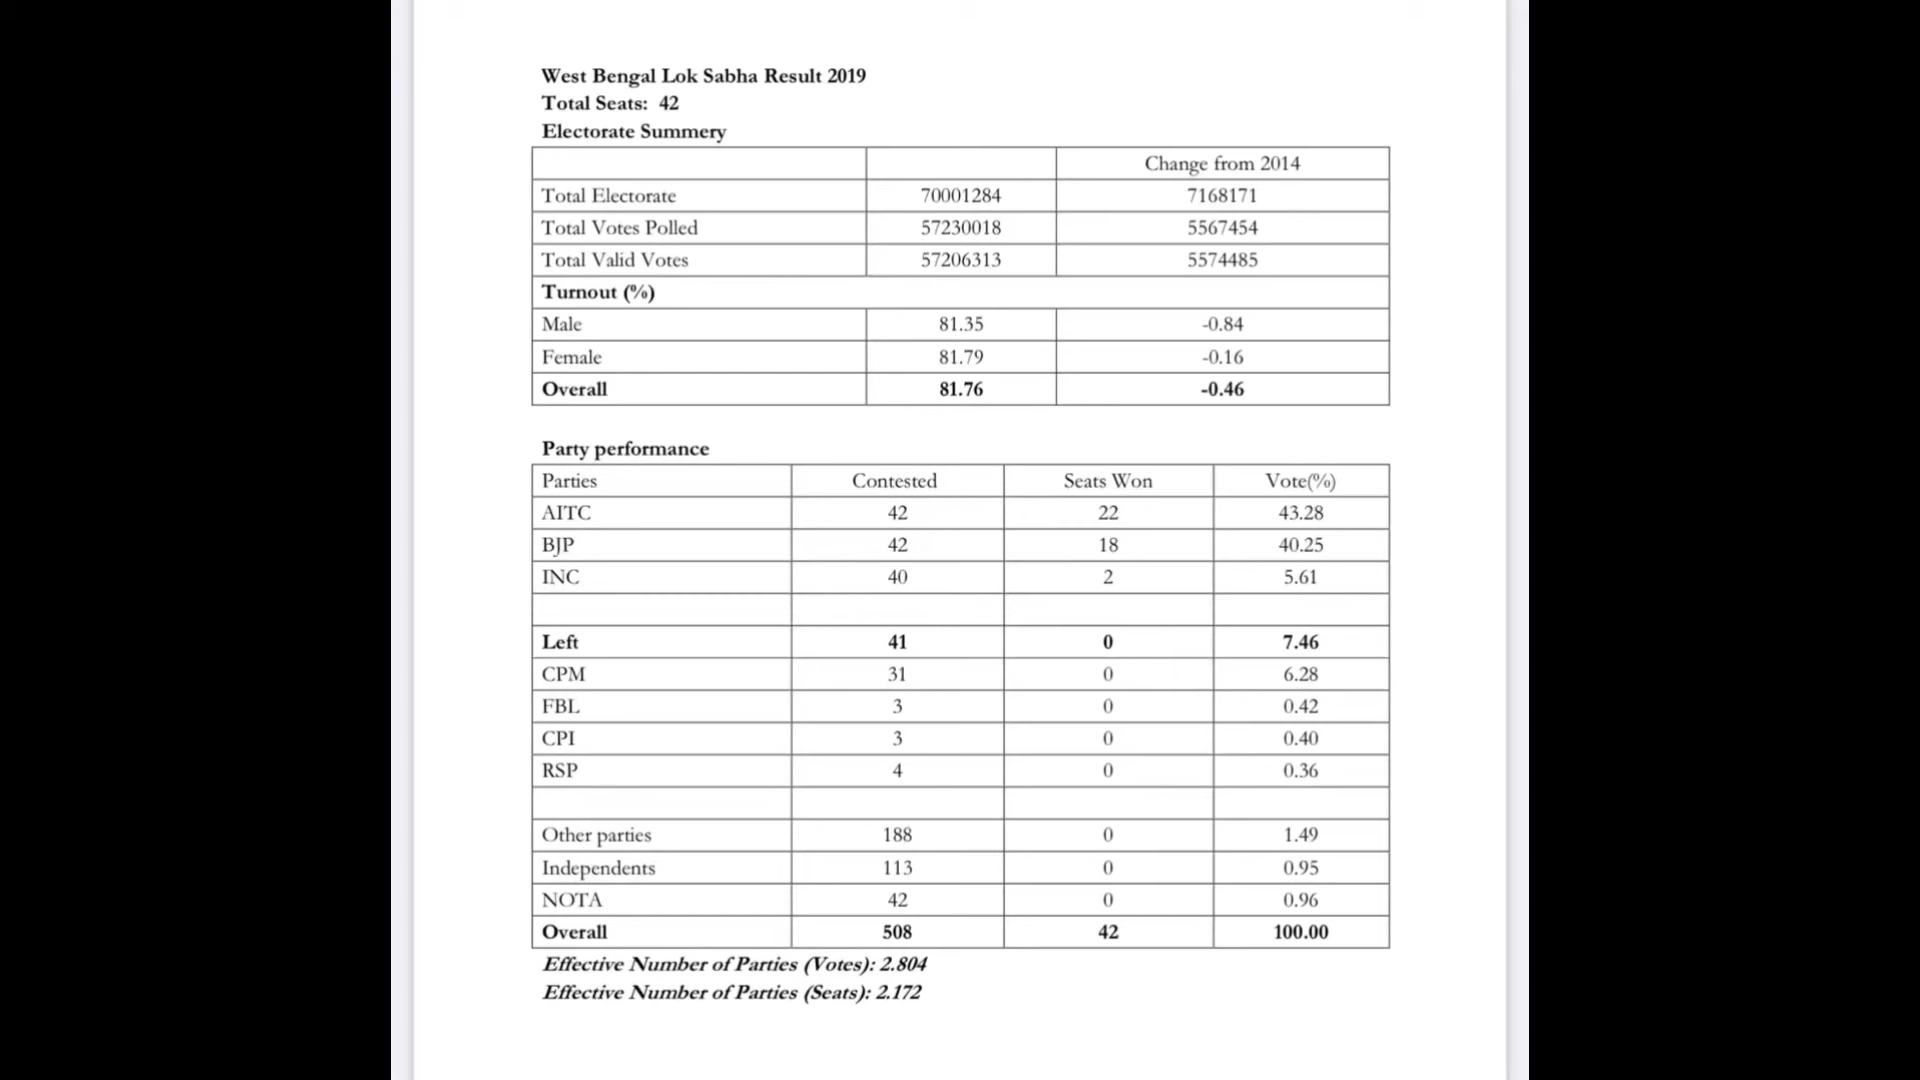 West Bengal Lok Sabha Result 2019
Total Seats: 42
Electorate Summery
Change from 2014
Total Electorate 70001284 7168171
Total Votes Polled 57230018 5567454
Total Valid Votes 57206313 5574485
Turnout (%)
Male 81.35 -0.84
Female 81.79 -0.16
Overall 81.76 -0.46
Party performance
Parties Contested Seats Won Vote(%)
AITC 42 22 43.28
BJP 42 18 40.25
INC 40 2 5.61
Left 41 0 7.46
CPM 31 0 6.28
FBL 3 0 0.42
CPI 3 0 0.40
RSP 4 0 0.36
Other parties 188 0 1.49
Independents 113 0 0.95
NOTA 42 0 0.96
Overall 508 42 100.00
Effective Number of Parties (Votes): 2.804
Effective Number of Parties (Seats): 2.172